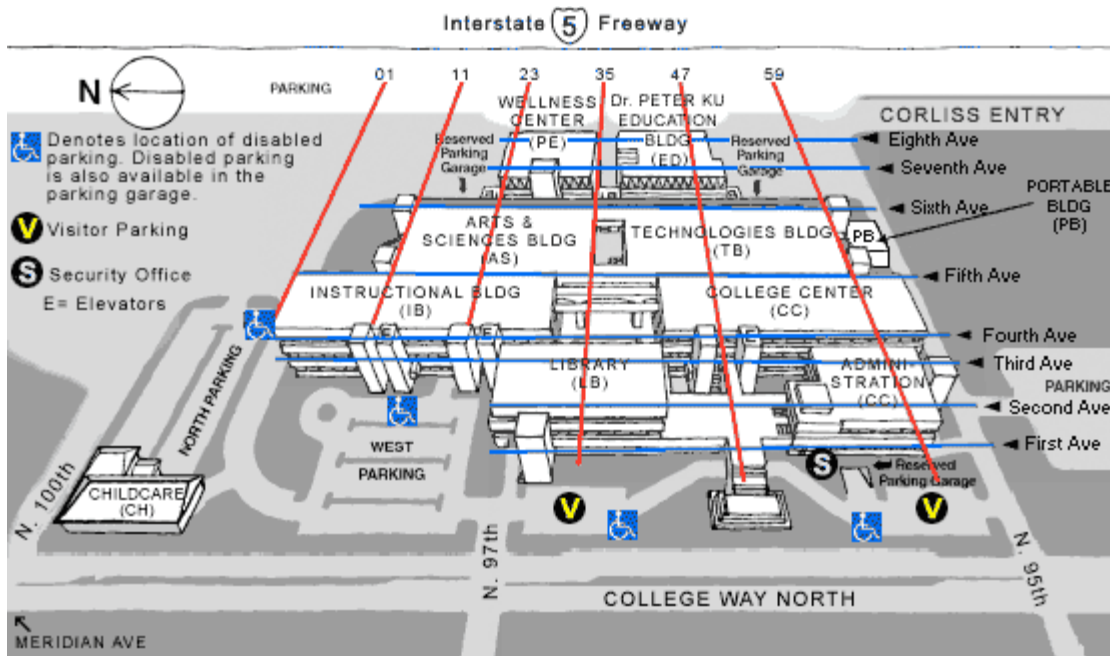 Interstate 5 Freeway
N
PARKING
01 11 23 35 47 59
Denotes location of disabled
parking. Disabled parking
is also available in the
parking garage.
V Visitor Parking
S Security Office
E= Elevators
WELLNESS
CENTER
(PE)
Dr. PETER KU
EDUCATION
BLDG
(ED)
Reserved
Parking
Garage
Reserved
Parking
Garage
CORLISS ENTRY
Eighth Ave
Seventh Ave
PORTABLE
BLDG
(PB)
Sixth Ave
PB
ARTS &
SCIENCES BLDG
(AS)
TECHNOLOGIES BLDG
(TB)
Fifth Ave
INSTRUCTIONAL BLDG
(IB)
COLLEGE CENTER
(CC)
E
E
E
Fourth Ave
Third Ave
LIBRARY
(LB)
ADMINI-
STRATION
(CC)
PARKING
Second Ave
First Ave
NORTH PARKING
WEST
PARKING
S
Reserved
Parking Garage
CHILDCARE
(CH)
V
V
N. 100th
N. 97th
N. 95th
COLLEGE WAY NORTH
MERIDIAN AVE